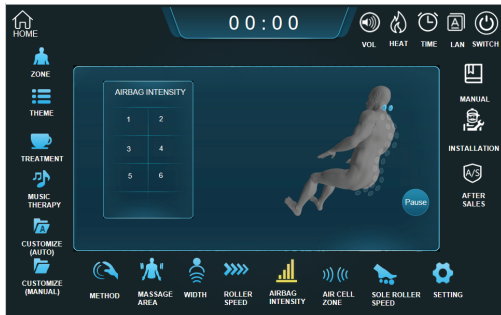 HOME
00:00
VOL
HEAT
TIME
A
LAN
SWITCH
ZONE
THEME
TREATMENT
MUSIC
THERAPY
A
CUSTOMIZE
(AUTO)
CUSTOMIZE
(MANUAL)
AIRBAG INTENSITY
1 2
3 4
5 6
Pause
MANUAL
INSTALLATION
A/S
AFTER
SALES
METHOD
MASSAGE
AREA
WIDTH
ROLLER
SPEED
AIRBAG
INTENSITY
AIR CELL
ZONE
SOLE ROLLER
SPEED
SETTING